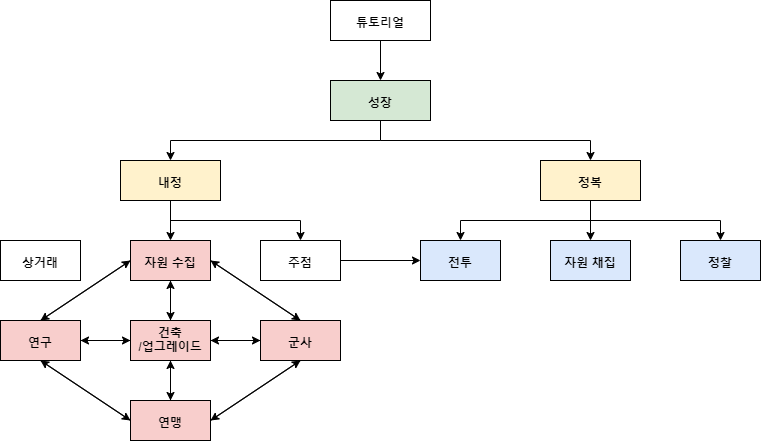 튜토리얼
성장
내정
정복
상거래
자원 수집
주점
전투
자원 채집
정찰
연구
건축
/업그레이드
군사
연맹